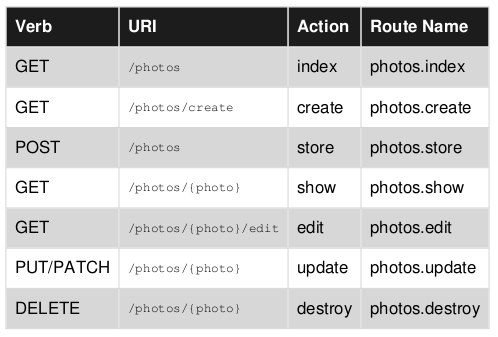 Verb URI Action Route Name
GET /photos index photos.index
GET /photos/create create photos.create
POST /photos store photos.store
GET /photos/{photo} show photos.show
GET /photos/{photo}/edit edit photos.edit
PUT/PATCH /photos/{photo} update photos.update
DELETE /photos/{photo} destroy photos.destroy